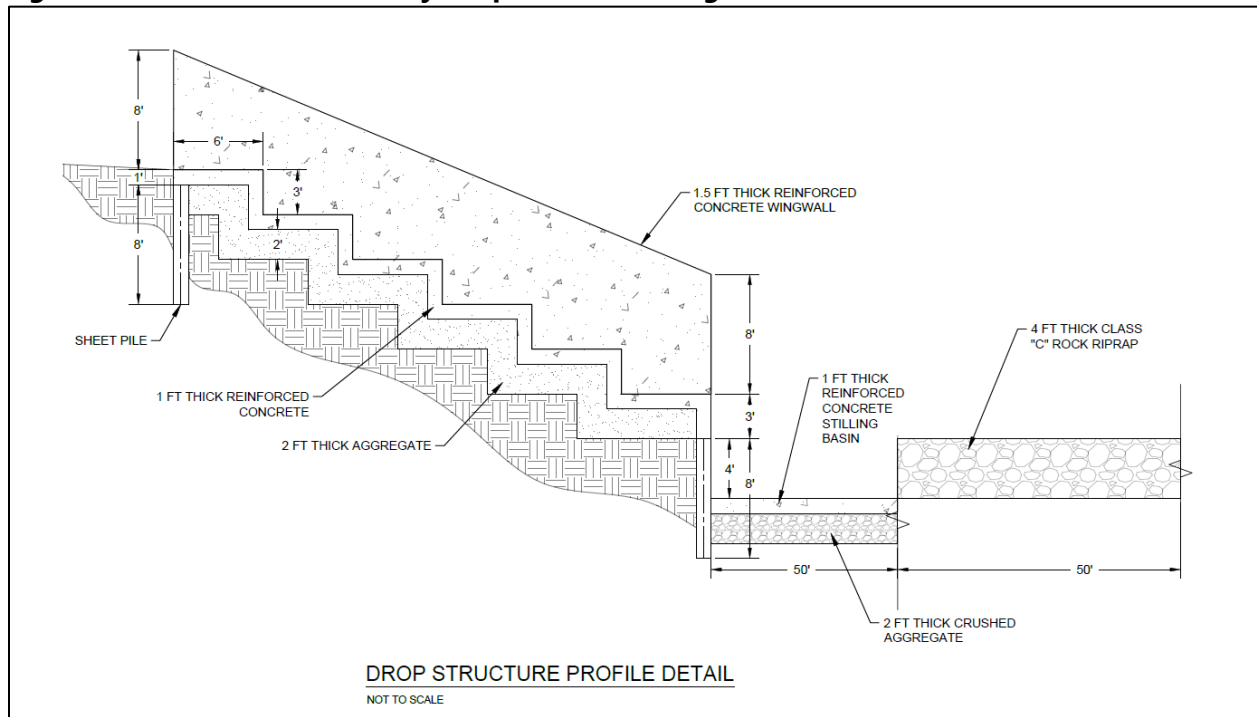 8'
6'
1'
3'
1.5 FT THICK REINFORCED
CONCRETE WINGWALL
8'
2'
SHEET PILE
8'
4 FT THICK CLASS
"C" ROCK RIPRAP
1 FT THICK REINFORCED
CONCRETE
1 FT THICK
REINFORCED
CONCRETE
STILLING
BASIN
3'
2 FT THICK AGGREGATE
4'
8'
50'
50'
2 FT THICK CRUSHED
AGGREGATE
DROP STRUCTURE PROFILE DETAIL
NOT TO SCALE